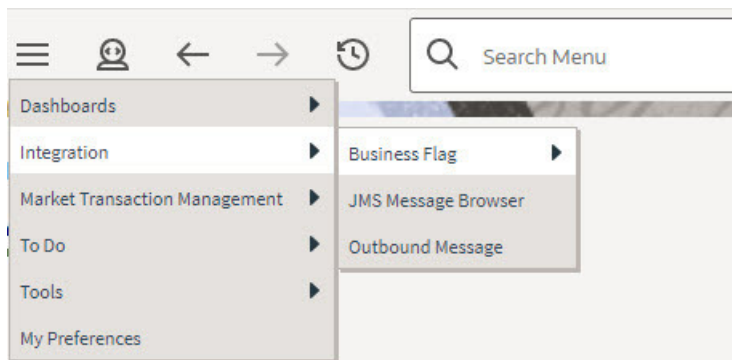 Search Menu
Dashboards
Integration
Market Transaction Management
To Do
Tools
My Preferences
Business Flag
JMS Message Browser
Outbound Message